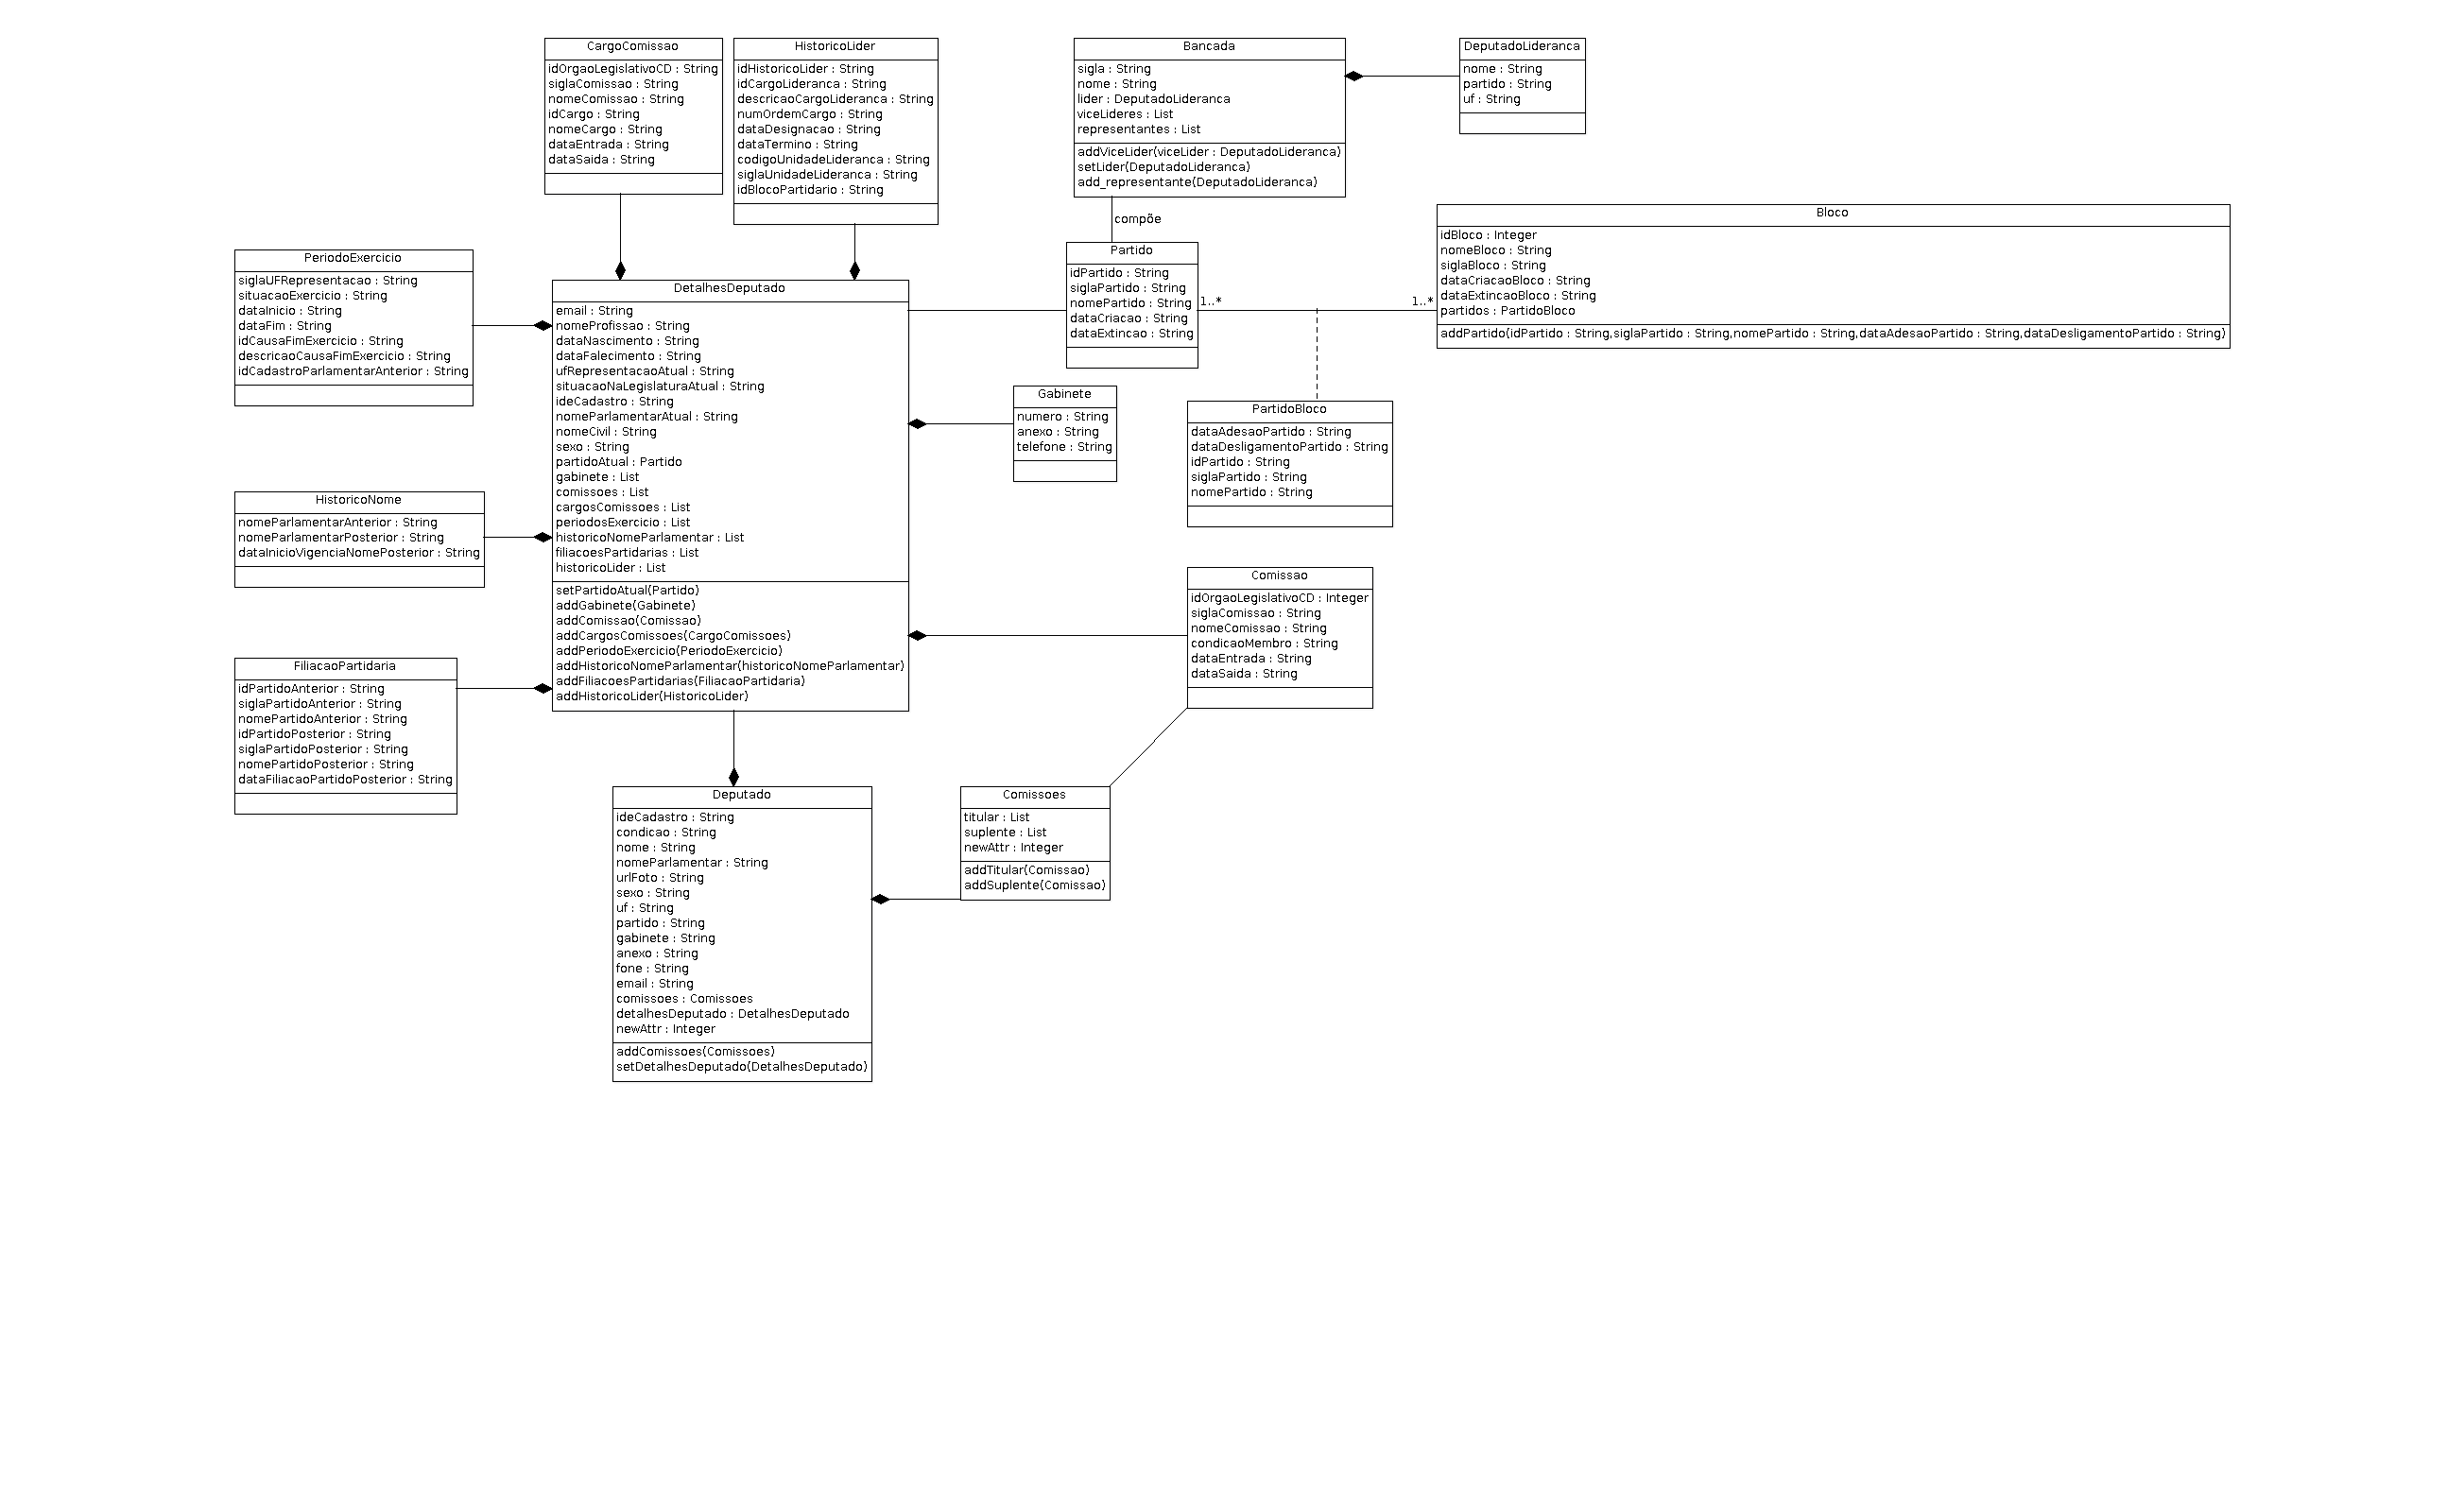 CargoComissao
idOrgaoLegislativoCD : String
siglaComissao : String
nomeComissao : String
idCargo : String
nomeCargo : String
dataEntrada : String
dataSaida : String
HistoricoLider
idHistoricoLider : String
idCargoLideranca : String
descricaoCargoLideranca : String
numOrdemCargo : String
dataDesignacao : String
dataTermino : String
codigoUnidadeLideranca : String
siglaUnidadeLideranca : String
idBlocoPartidario : String
Bancada
sigla : String
nome : String
lider : DeputadoLideranca
viceLideres : List
representantes : List
addViceLider(viceLider : DeputadoLideranca)
setLider(DeputadoLideranca)
add_representante(DeputadoLideranca)
DeputadoLideranca
nome : String
partido : String
uf : String
compõe
Bloco
idBloco : Integer
nomeBloco : String
siglaBloco : String
dataCriacaoBloco : String
dataExtincaoBloco : String
partidos : PartidoBloco
addPartido(idPartido : String,siglaPartido : String,nomePartido : String,dataAdesaoPartido : String,dataDesligamentoPartido : String)
Partido
idPartido : String
siglaPartido : String
nomePartido : String
dataCriacao : String
dataExtincao : String
1..*
1..*
PeriodoExercicio
siglaUFRepresentacao : String
situacaoExercicio : String
dataInicio : String
dataFim : String
idCausaFimExercicio : String
descricaoCausaFimExercicio : String
idCadastroParlamentarAnterior : String
DetalhesDeputado
email : String
nomeProfissao : String
dataNascimento : String
dataFalecimento : String
ufRepresentacaoAtual : String
situacaoNaLegislaturaAtual : String
ideCadastro : String
nomeParlamentarAtual : String
nomeCivil : String
sexo : String
partidoAtual : Partido
gabinete : List
comissoes : List
cargosComissoes : List
periodosExercicio : List
historicoNomeParlamentar : List
filiacoesPartidarias : List
historicoLider : List
setPartidoAtual(Partido)
addGabinete(Gabinete)
addComissao(Comissao)
addCargosComissoes(CargoComissoes)
addPeriodoExercicio(PeriodoExercicio)
addHistoricoNomeParlamentar(historicoNomeParlamentar)
addFiliacoesPartidarias(FiliacaoPartidaria)
addHistoricoLider(HistoricoLider)
Gabinete
numero : String
anexo : String
telefone : String
PartidoBloco
dataAdesaoPartido : String
dataDesligamentoPartido : String
idPartido : String
siglaPartido : String
nomePartido : String
HistoricoNome
nomeParlamentarAnterior : String
nomeParlamentarPosterior : String
dataInicioVigenciaNomePosterior : String
Comissao
idOrgaoLegislativoCD : Integer
siglaComissao : String
nomeComissao : String
condicaoMembro : String
dataEntrada : String
dataSaida : String
FiliacaoPartidaria
idPartidoAnterior : String
siglaPartidoAnterior : String
nomePartidoAnterior : String
idPartidoPosterior : String
siglaPartidoPosterior : String
nomePartidoPosterior : String
dataFiliacaoPartidoPosterior : String
Deputado
ideCadastro : String
condicao : String
nome : String
nomeParlamentar : String
urlFoto : String
sexo : String
uf : String
partido : String
gabinete : String
anexo : String
fone : String
email : String
comissoes : Comissoes
detalhesDeputado : DetalhesDeputado
newAttr : Integer
addComissoes(Comissoes)
setDetalhesDeputado(DetalhesDeputado)
Comissoes
titular : List
suplente : List
newAttr : Integer
addTitular(Comissao)
addSuplente(Comissao)